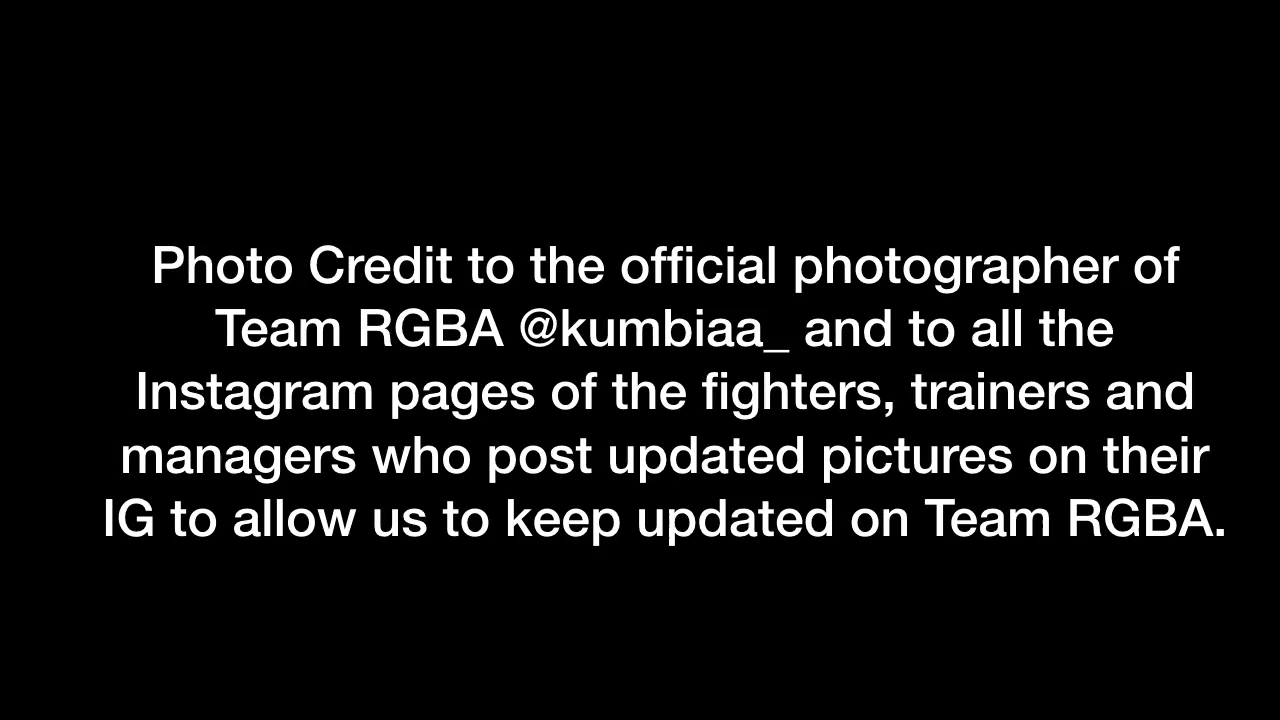 Photo Credit to the official photographer of
Team RGBA @kumbiaa_ and to all the
Instagram pages of the fighters, trainers and
managers who post updated pictures on their
IG to allow us to keep updated on Team RGBA.